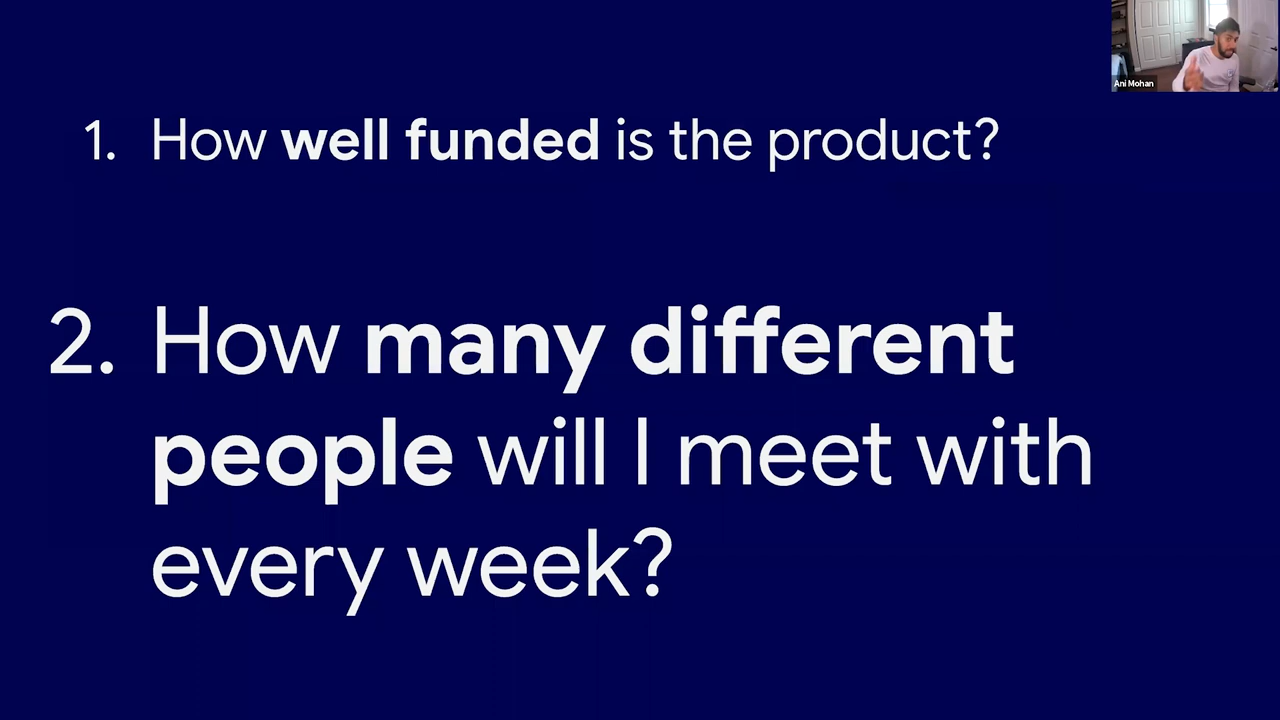 Ani Mohan
1. How well funded is the product?
2. How many different
people will I meet with
every week?